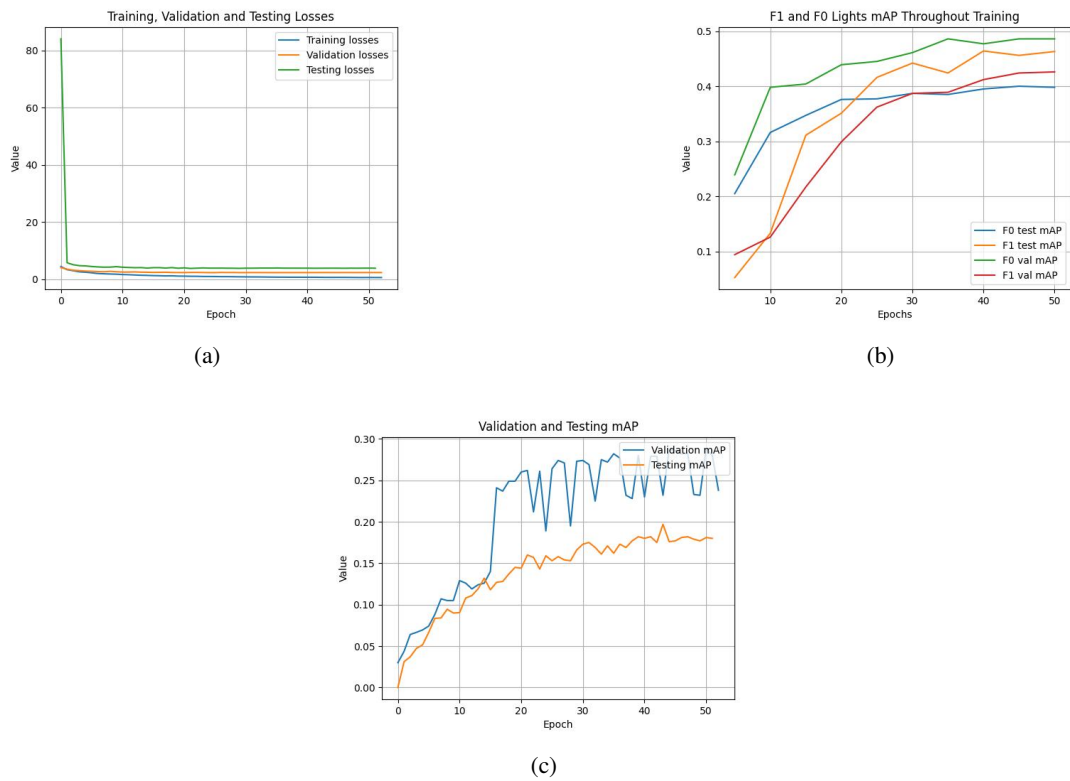 Training, Validation and Testing Losses
Value
80
60
40
20
0
Training losses
Validation losses
Testing losses
0
10
20
30
40
50
Epoch
(a)
F1 and F0 Lights mAP Throughout Training
Value
0.5
0.4
0.3
0.2
0.1
F0 test mAP
F1 test mAP
F0 val mAP
F1 val mAP
10
20
30
40
50
Epochs
(b)
Validation and Testing mAP
Value
0.30
0.25
0.20
0.15
0.10
0.05
0.00
Validation mAP
Testing mAP
0
10
20
30
40
50
Epoch
(c)